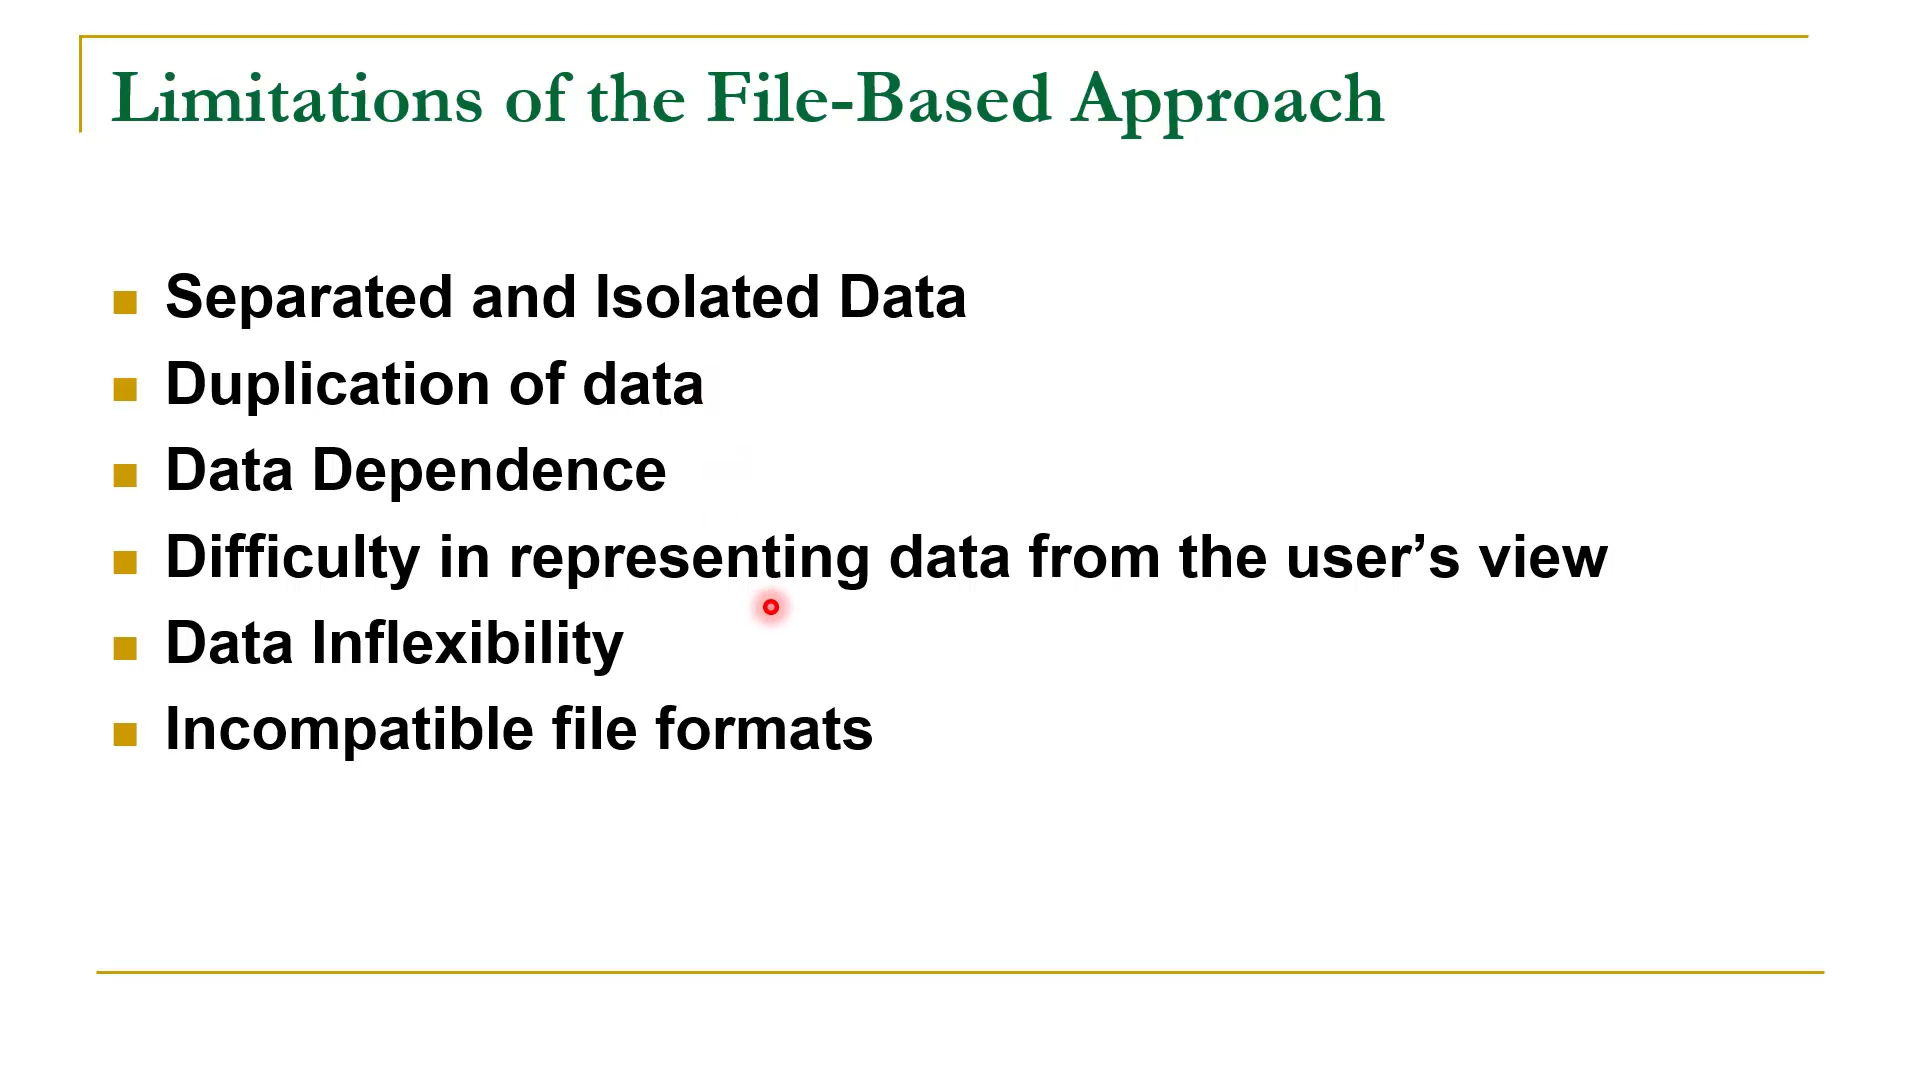 Limitations of the File-Based Approach
Separated and Isolated Data
Duplication of data
Data Dependence
Difficulty in representing data from the user’s view
Data Inflexibility
Incompatible file formats